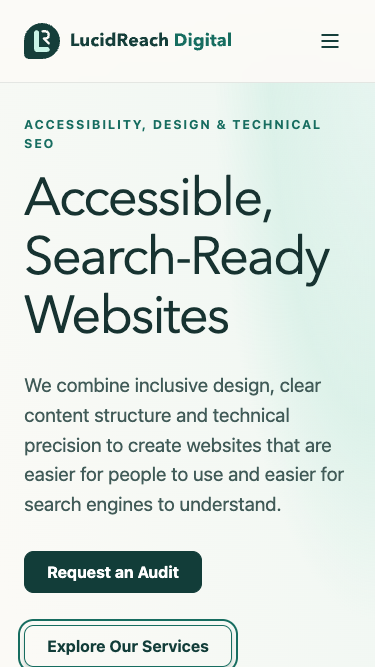 LucidReach Digital
ACCESSIBILITY, DESIGN & TECHNICAL
SEO
Accessible,
Search-Ready
Websites
We combine inclusive design, clear
content structure and technical
precision to create websites that are
easier for people to use and easier for
search engines to understand.
Request an Audit
Explore Our Services